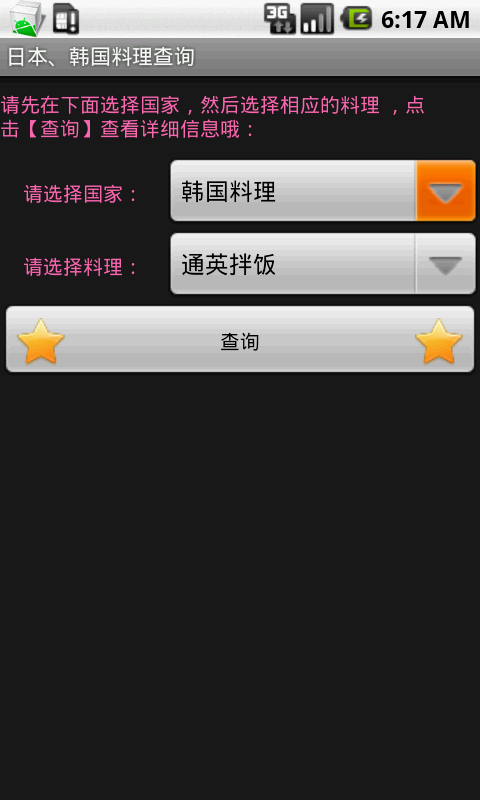 3G 6:17 AM
日本、韩国料理查询
请先在下面选择国家，然后选择相应的料理 ，点
击【查询】查看详细信息哦：
请选择国家： 韩国料理
请选择料理： 通英拌饭
查询